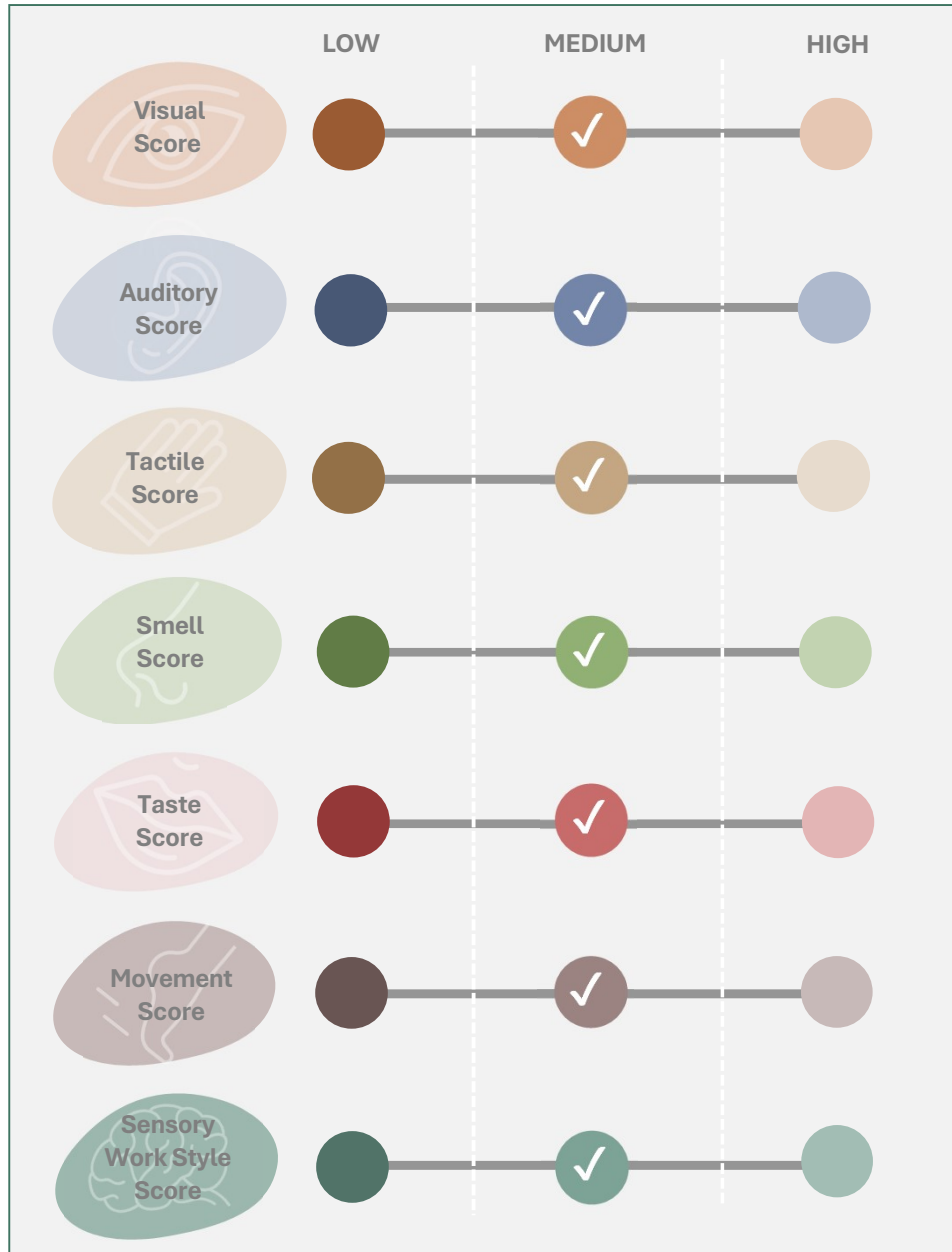 LOW MEDIUM HIGH
Visual
Score
Auditory
Score
Tactile
Score
Smell
Score
Taste
Score
Movement
Score
Sensory
Work Style
Score